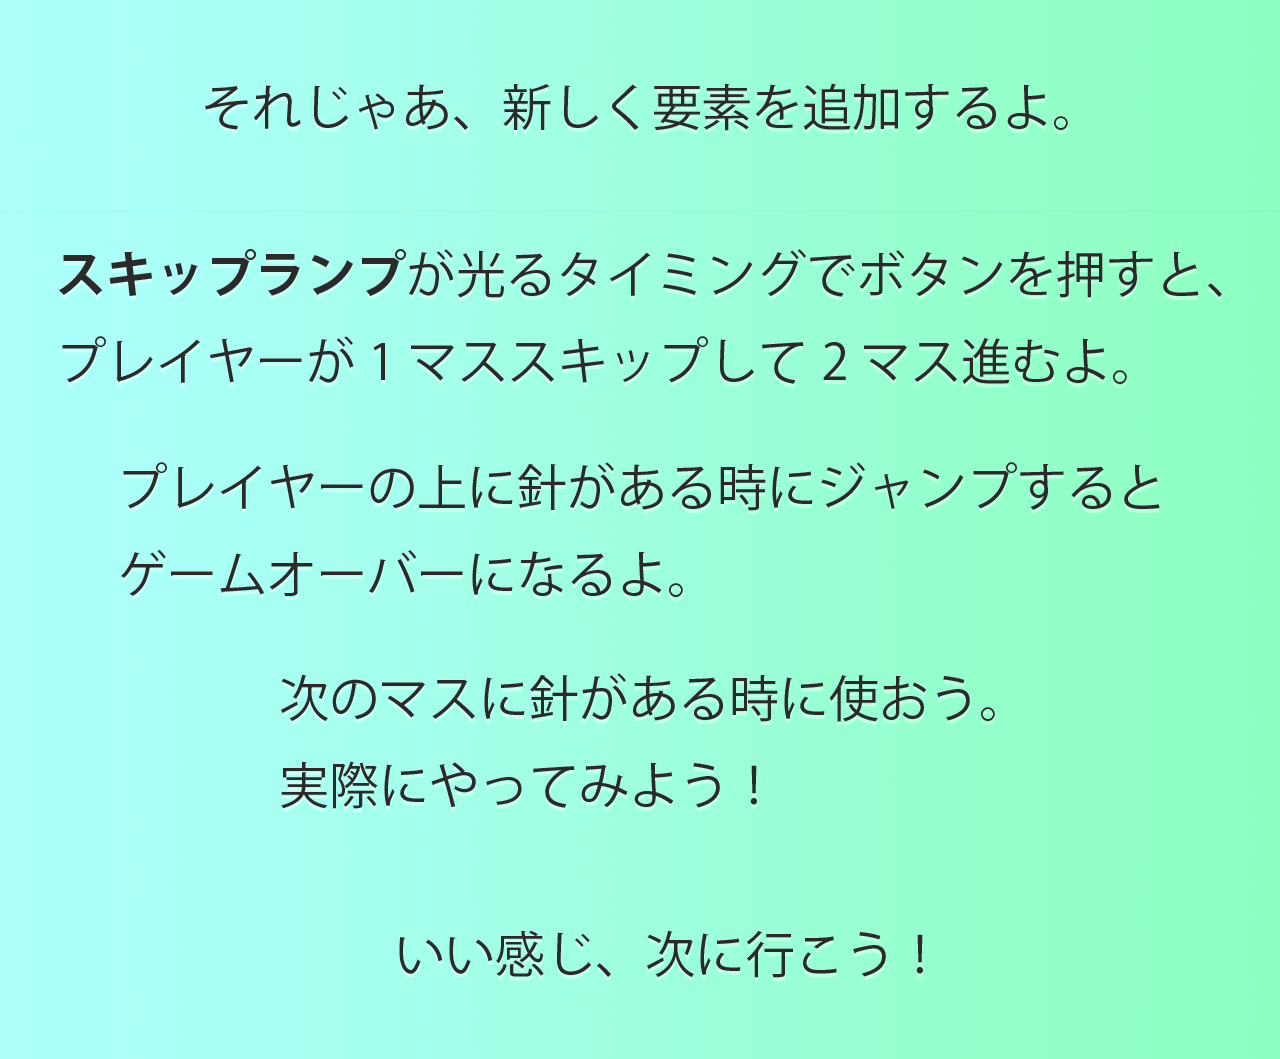 それじゃあ、新しく要素を追加するよ。
スキップランプが光るタイミングでボタンを押すと、
プレイヤーが 1 マススキップして 2 マス進むよ。
プレイヤーの上に針がある時にジャンプすると
ゲームオーバーになるよ。
次のマスに針がある時に使おう。
実際にやってみよう！
いい感じ、次に行こう！